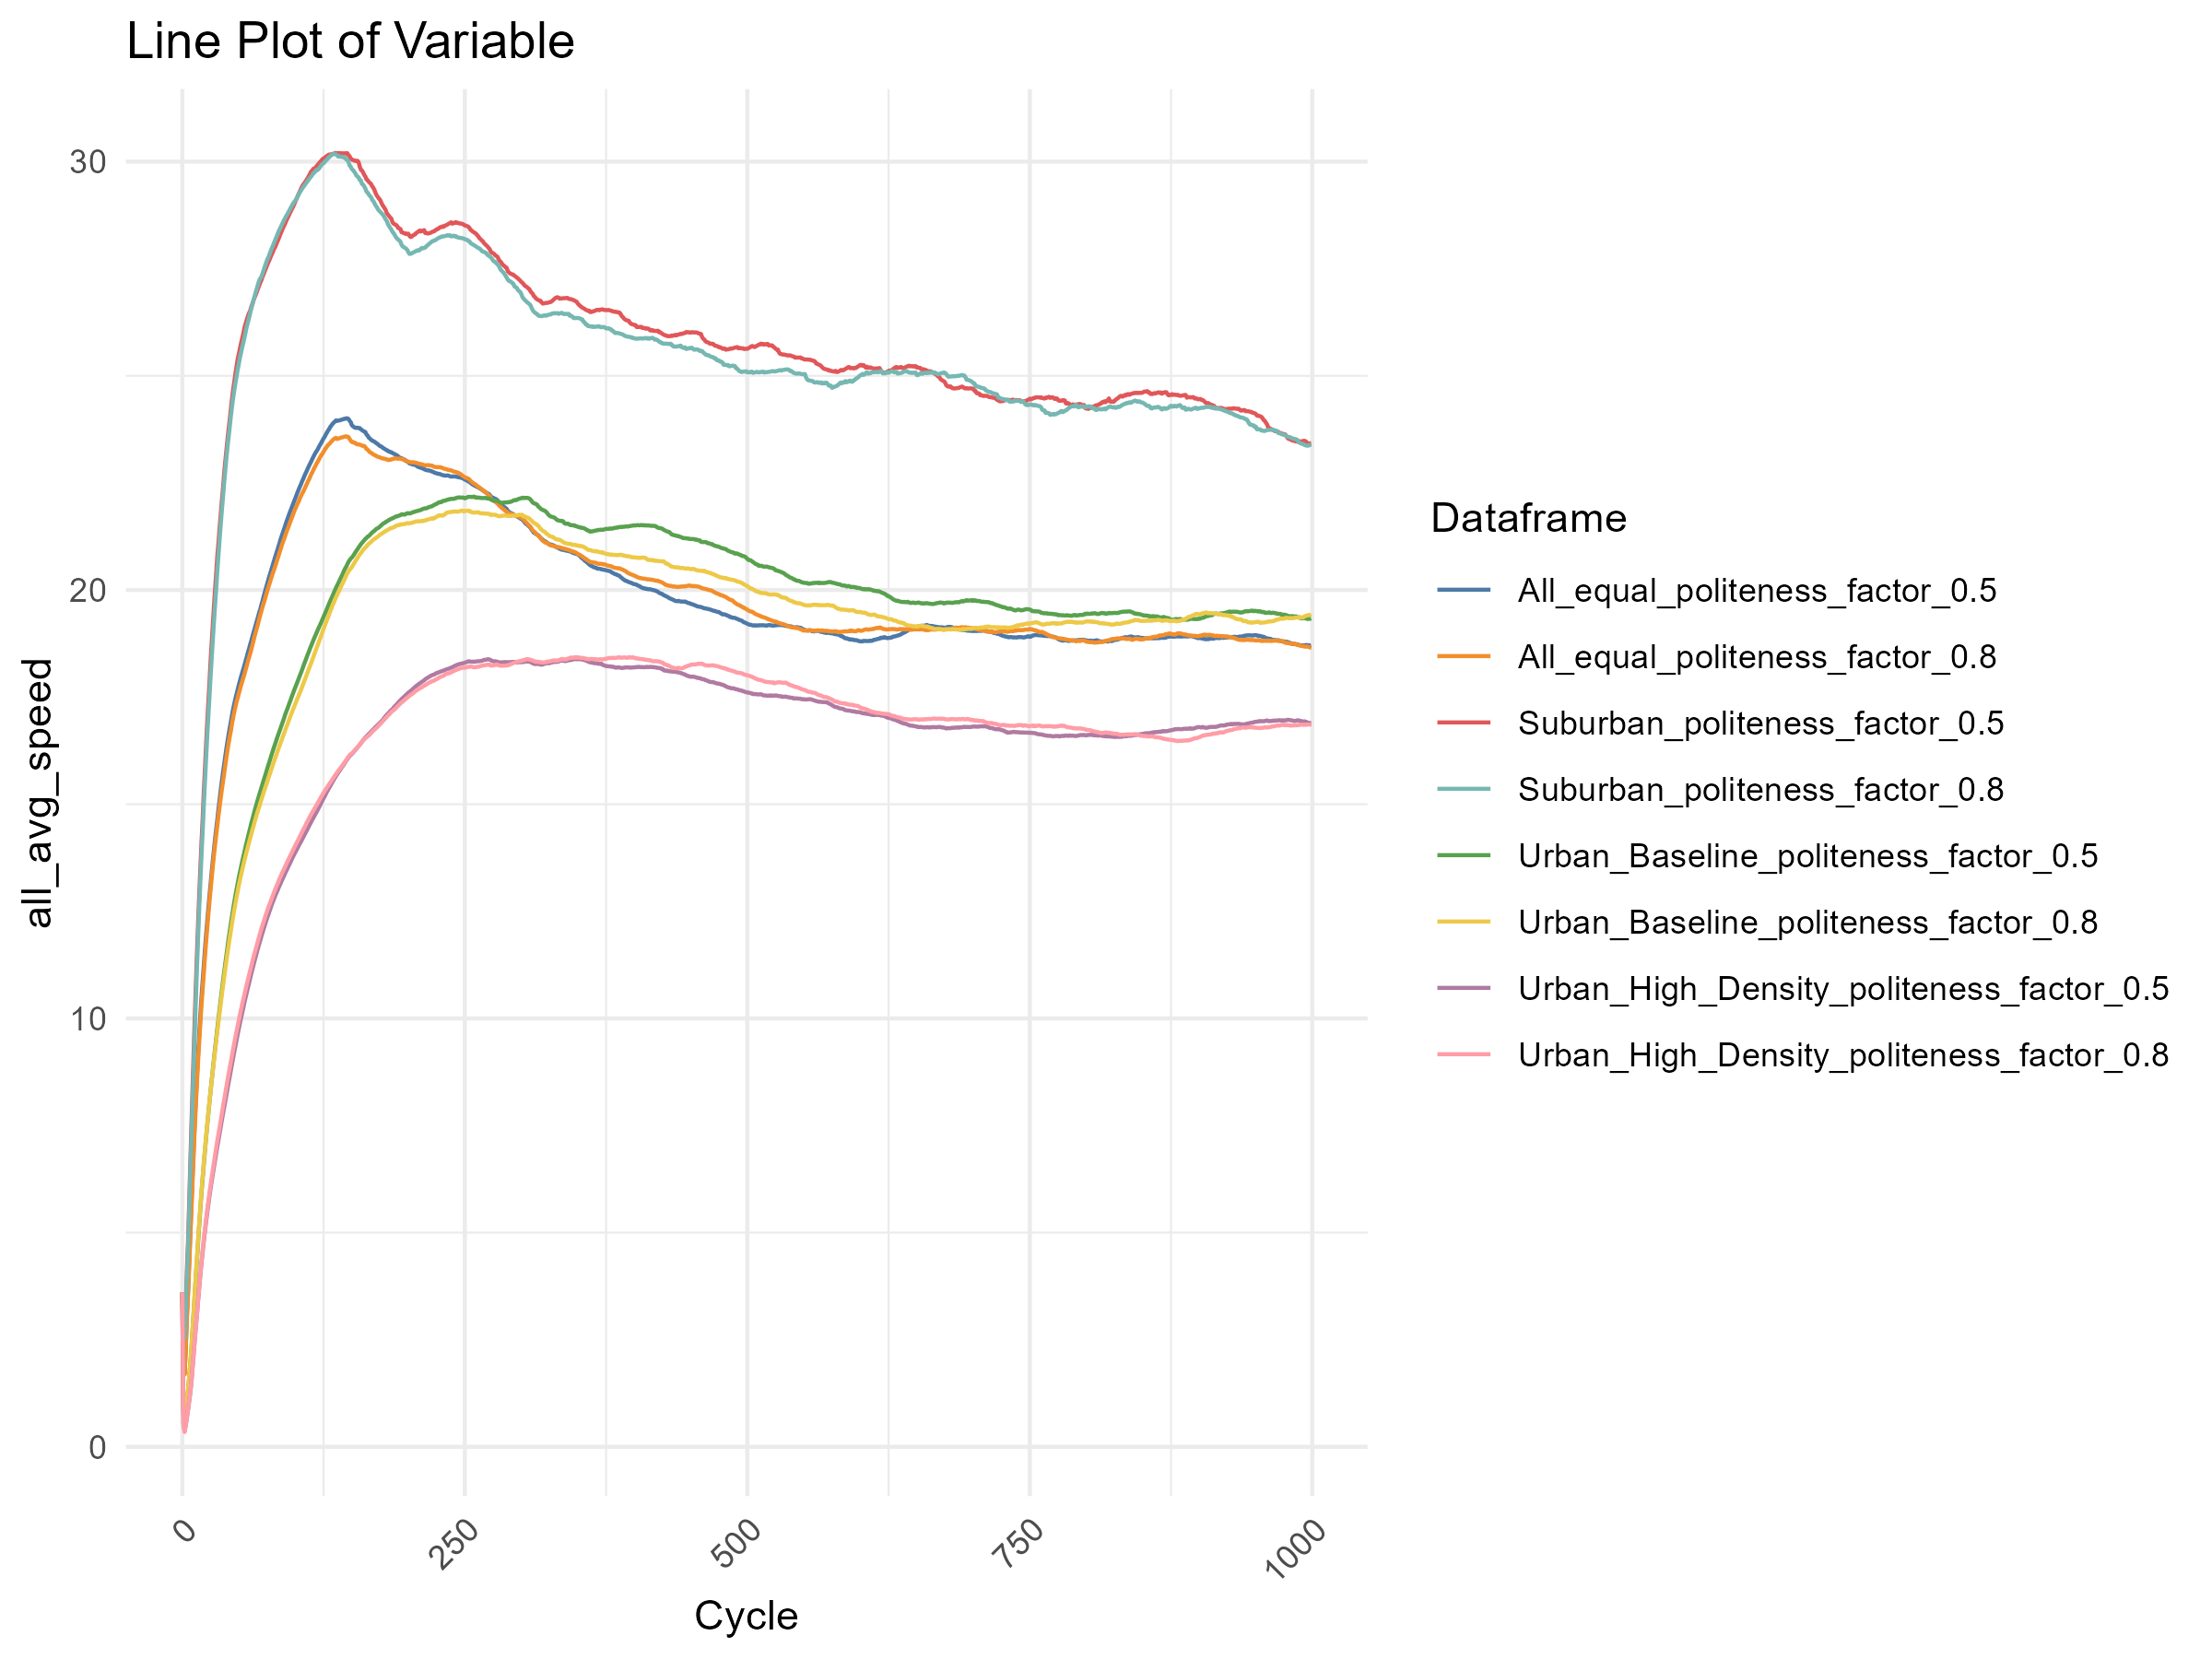 Line Plot of Variable
30
20
10
0
all_avg_speed
0
250
500
750
1000
Cycle
Dataframe
All_equal_politeness_factor_0.5
All_equal_politeness_factor_0.8
Suburban_politeness_factor_0.5
Suburban_politeness_factor_0.8
Urban_Baseline_politeness_factor_0.5
Urban_Baseline_politeness_factor_0.8
Urban_High_Density_politeness_factor_0.5
Urban_High_Density_politeness_factor_0.8